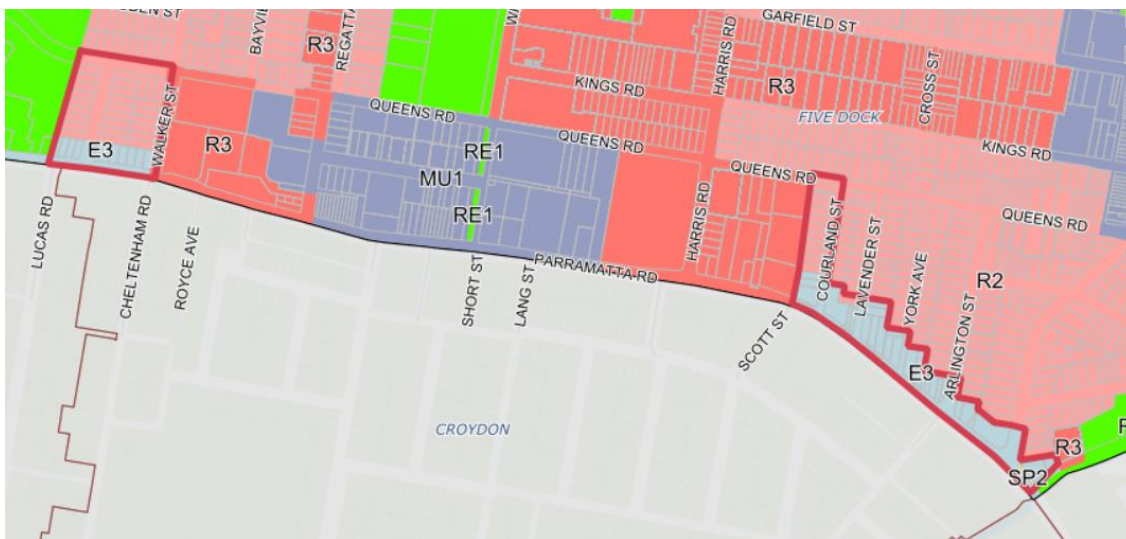 BAYVI
REGATTA
R3
GARFIELD ST
HARRIS RD
CROSS ST
R3
KINGS RD
FIVE DOCK
WALKER ST
E3
R3
QUEENS RD
RE1
MU1
RE1
QUEENS RD
QUEENS RD
KINGS RD
QUEENS RD
HARRIS RD
PARRAMATTA RD
LUCAS RD
CHELTENHAM RD
ROYCE AVE
SHORT ST
LANG ST
SCOTT ST
COURLAND ST
LAVENDER ST
YORK AVE
ARLINGTON ST
R2
E3
CROYDON
R3
SP2